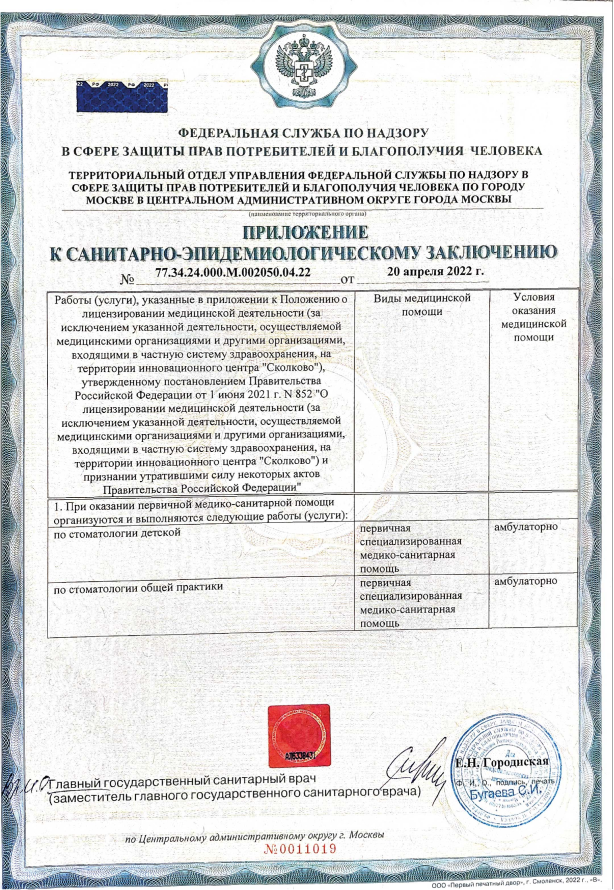 22 РФ 2022 РФ 2022
ФЕДЕРАЛЬНАЯ СЛУЖБА ПО НАДЗОРУ
В СФЕРЕ ЗАЩИТЫ ПРАВ ПОТРЕБИТЕЛЕЙ И БЛАГОПОЛУЧИЯ ЧЕЛОВЕКА
ТЕРРИТОРИАЛЬНЫЙ ОТДЕЛ УПРАВЛЕНИЯ ФЕДЕРАЛЬНОЙ СЛУЖБЫ ПО НАДЗОРУ В
СФЕРЕ ЗАЩИТЫ ПРАВ ПОТРЕБИТЕЛЕЙ И БЛАГОПОЛУЧИЯ ЧЕЛОВЕКА ПО ГОРОДУ
МОСКВЕ В ЦЕНТРАЛЬНОМ АДМИНИСТРАТИВНОМ ОКРУГЕ ГОРОДА МОСКВЫ
(наименование территориального органа)
ПРИЛОЖЕНИЕ
К САНИТАРНО-ЭПИДЕМИОЛОГИЧЕСКОМУ ЗАКЛЮЧЕНИЮ
№ 77.34.24.000.М.002050.04.22 от 20 апреля 2022 г.
Работы (услуги), указанные в приложении к Положению о
лицензировании медицинской деятельности (за
исключением указанной деятельности, осуществляемой
медицинскими организациями и другими организациями,
входящими в частную систему здравоохранения, на
территории инновационного центра "Сколково"),
утвержденному постановлением Правительства
Российской Федерации от 1 июня 2021 г. N 852 "О
лицензировании медицинской деятельности (за
исключением указанной деятельности, осуществляемой
медицинскими организациями и другими организациями,
входящими в частную систему здравоохранения, на
территории инновационного центра "Сколково") и
признании утратившими силу некоторых актов
Правительства Российской Федерации"
Виды медицинской
помощи
Условия
оказания
медицинской
помощи
1. При оказании первичной медико-санитарной помощи
организуются и выполняются следующие работы (услуги):
по стоматологии детской
первичная
специализированная
медико-санитарная
помощь
амбулаторно
по стоматологии общей практики
первичная
специализированная
медико-санитарная
помощь
амбулаторно
Главный государственный санитарный врач
(заместитель главного государственного санитарного врача)
Е.Н. Городиская
Ф. И. О., подпись, печать
Бугаева С.И.
по Центральному административному округу г. Москвы
№0011019
ООО "Первый печатный двор", г. Смоленск, 2022 г., «В».